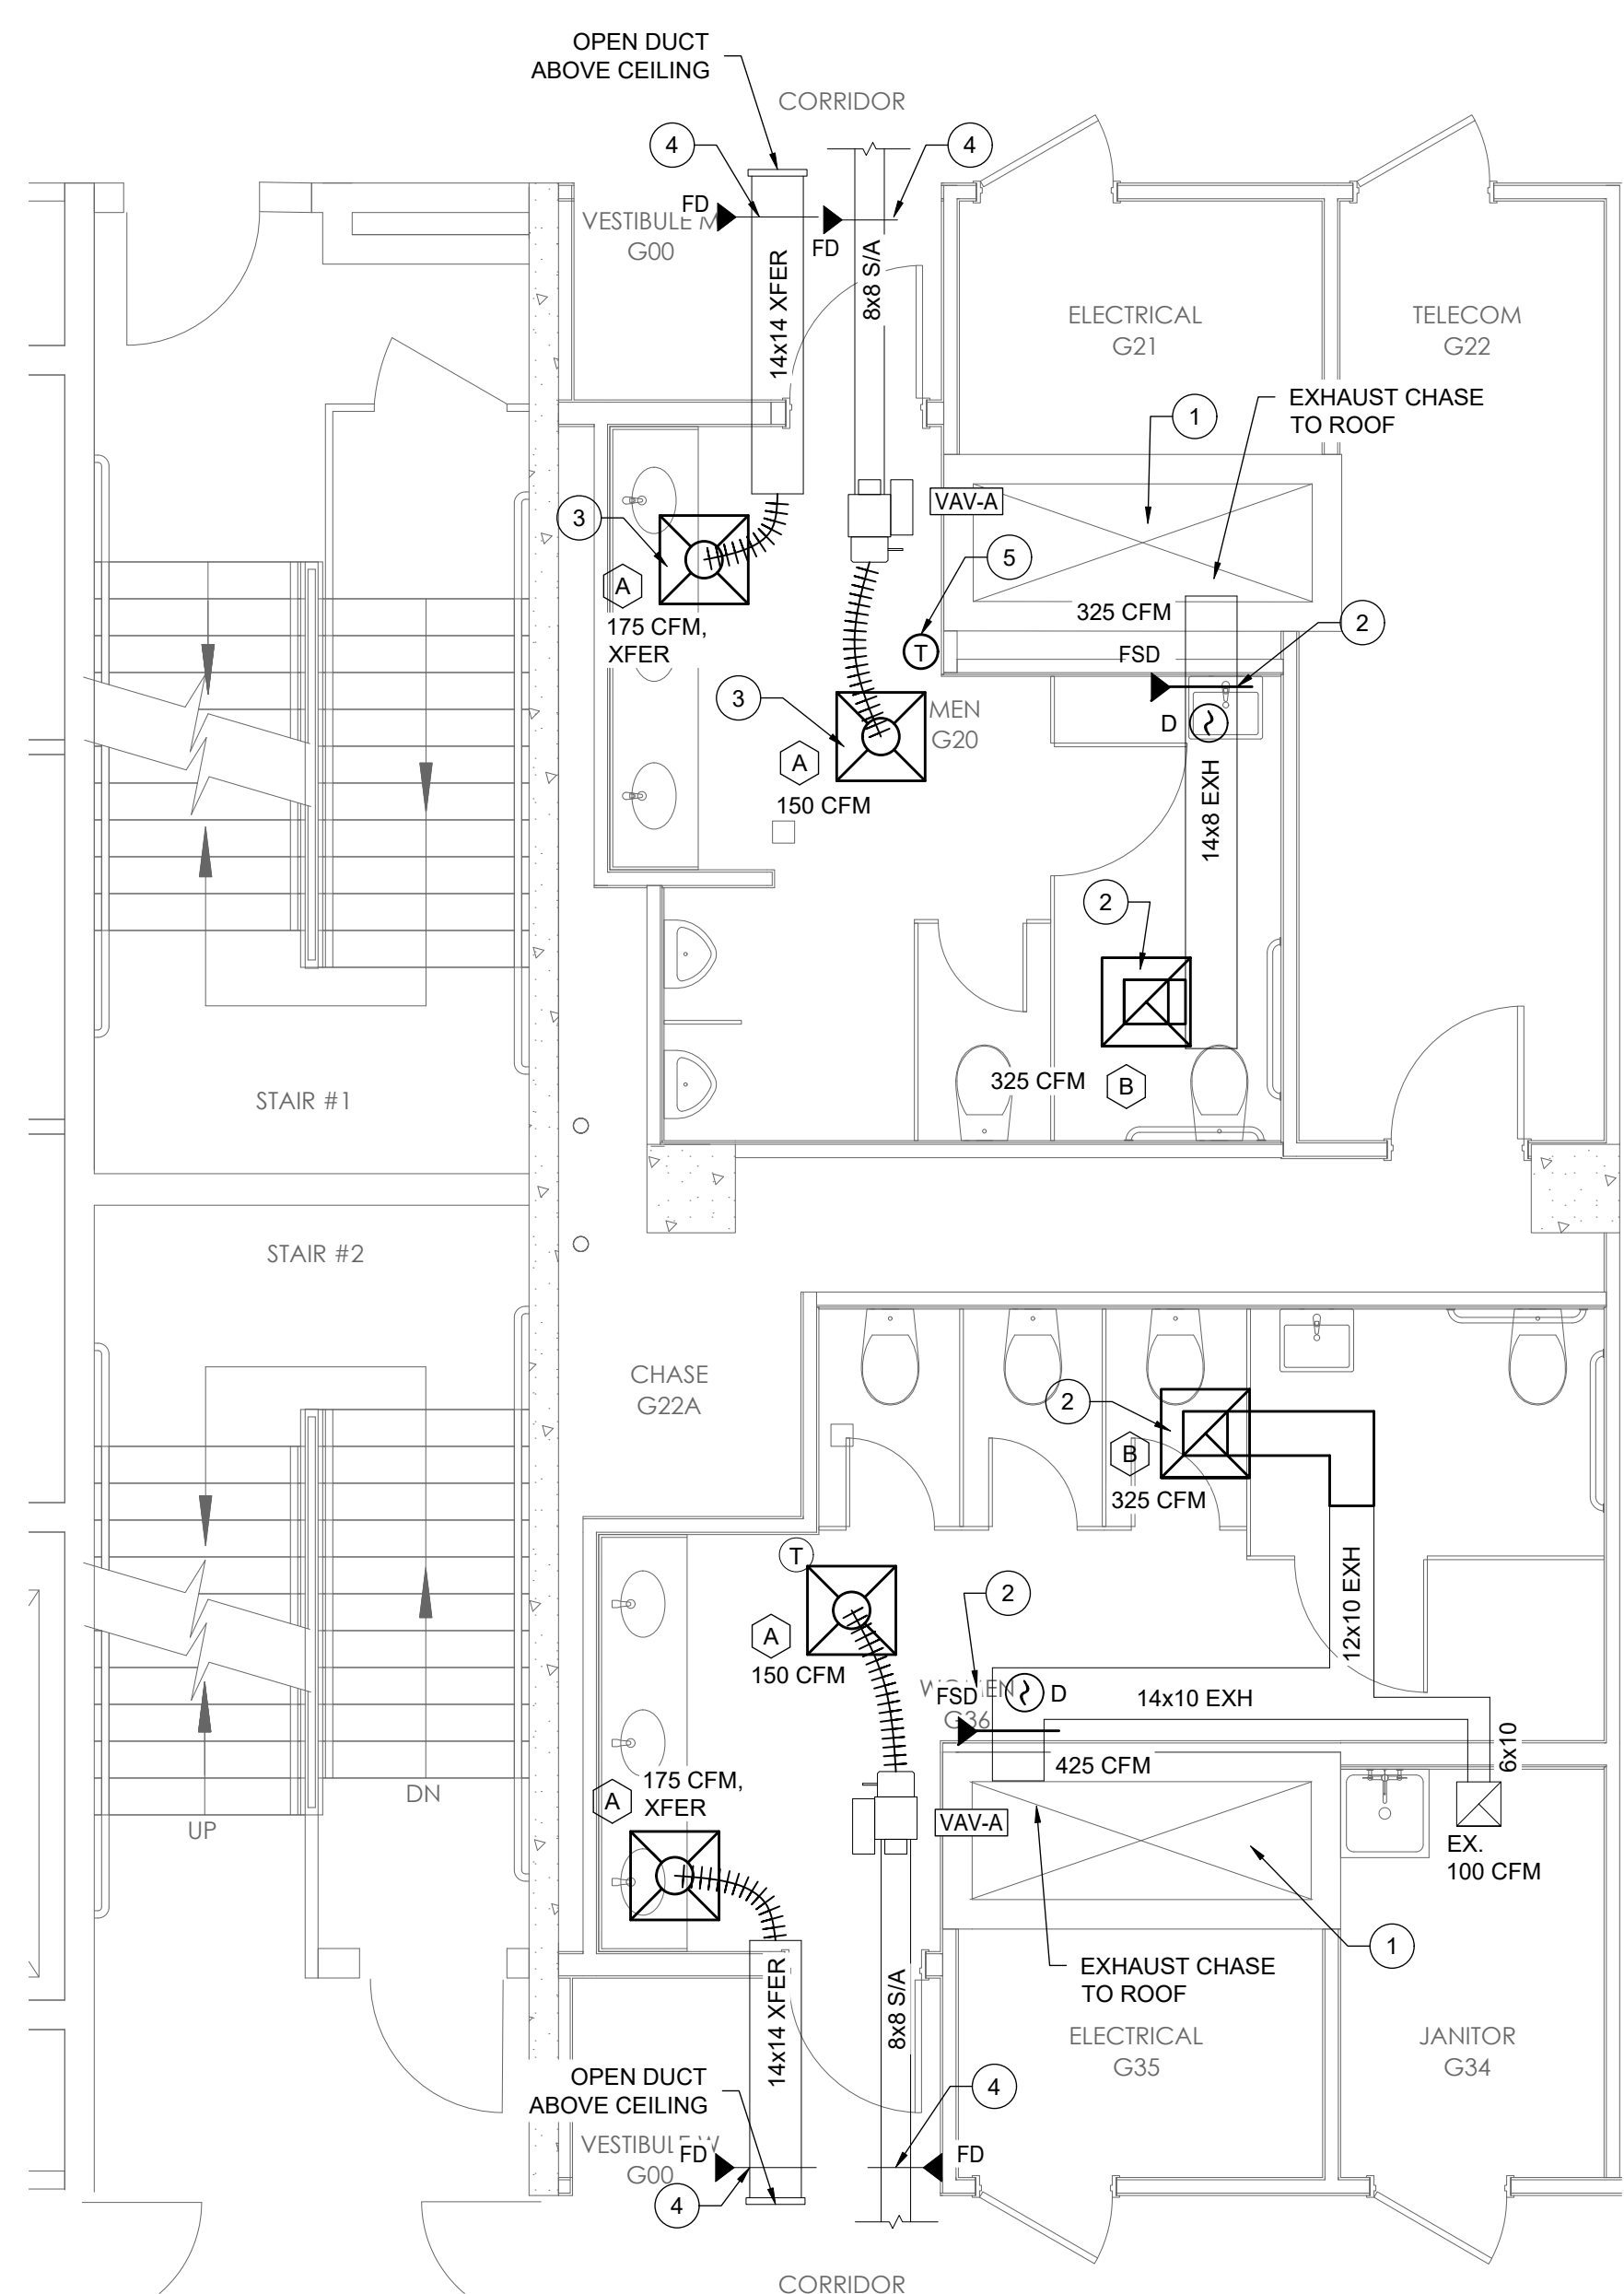 OPEN DUCT
ABOVE CEILING
CORRIDOR
4
4
FD
VESTIBULE M
G00
FD
14x14 XFER
8x8 S/A
ELECTRICAL
G21
TELECOM
G22
EXHAUST CHASE
TO ROOF
1
VAV-A
3
5
A
175 CFM,
XFER
T
325 CFM
2
FSD
3
MEN
G20
D
A
150 CFM
14x8 EXH
2
325 CFM
B
STAIR #1
STAIR #2
CHASE
G22A
2
B
325 CFM
T
2
A
150 CFM
12x10 EXH
WOMEN
G36
FSD
D
14x10 EXH
6x10
425 CFM
175 CFM,
XFER
A
DN
UP
VAV-A
EX.
100 CFM
1
EXHAUST CHASE
TO ROOF
14x14 XFER
8x8 S/A
ELECTRICAL
G35
JANITOR
G34
OPEN DUCT
ABOVE CEILING
4
VESTIBULE W
G00
FD
FD
4
CORRIDOR